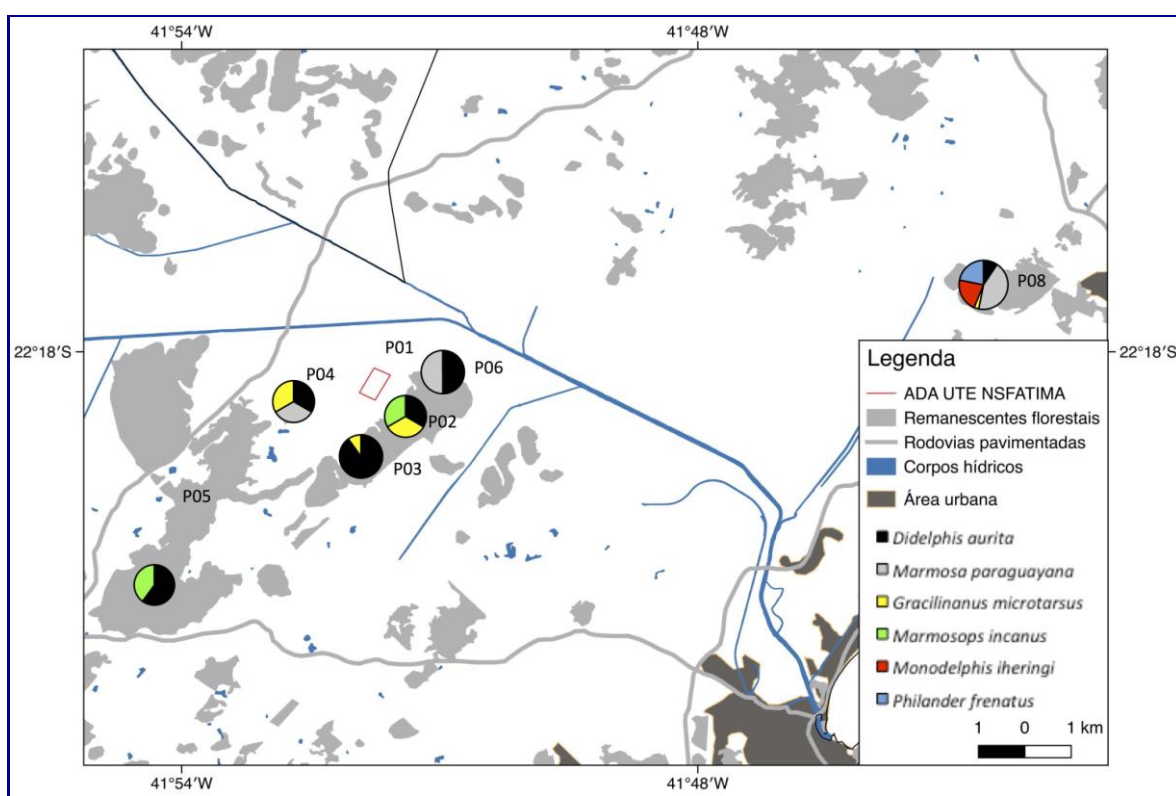 41°54′W
41°48′W
P08
22°18′S
22°18′S
P01
P06
P04
P02
P03
P05
Legenda
ADA UTE NSFATIMA
Remanescentes florestais
Rodovias pavimentadas
Corpos hídricos
Área urbana
Didelphis aurita
Marmosa paraguayana
Gracilinanus microtarsus
Marmosops incanus
Monodelphis iheringi
Philander frenatus
1 0 1 km
41°54′W
41°48′W